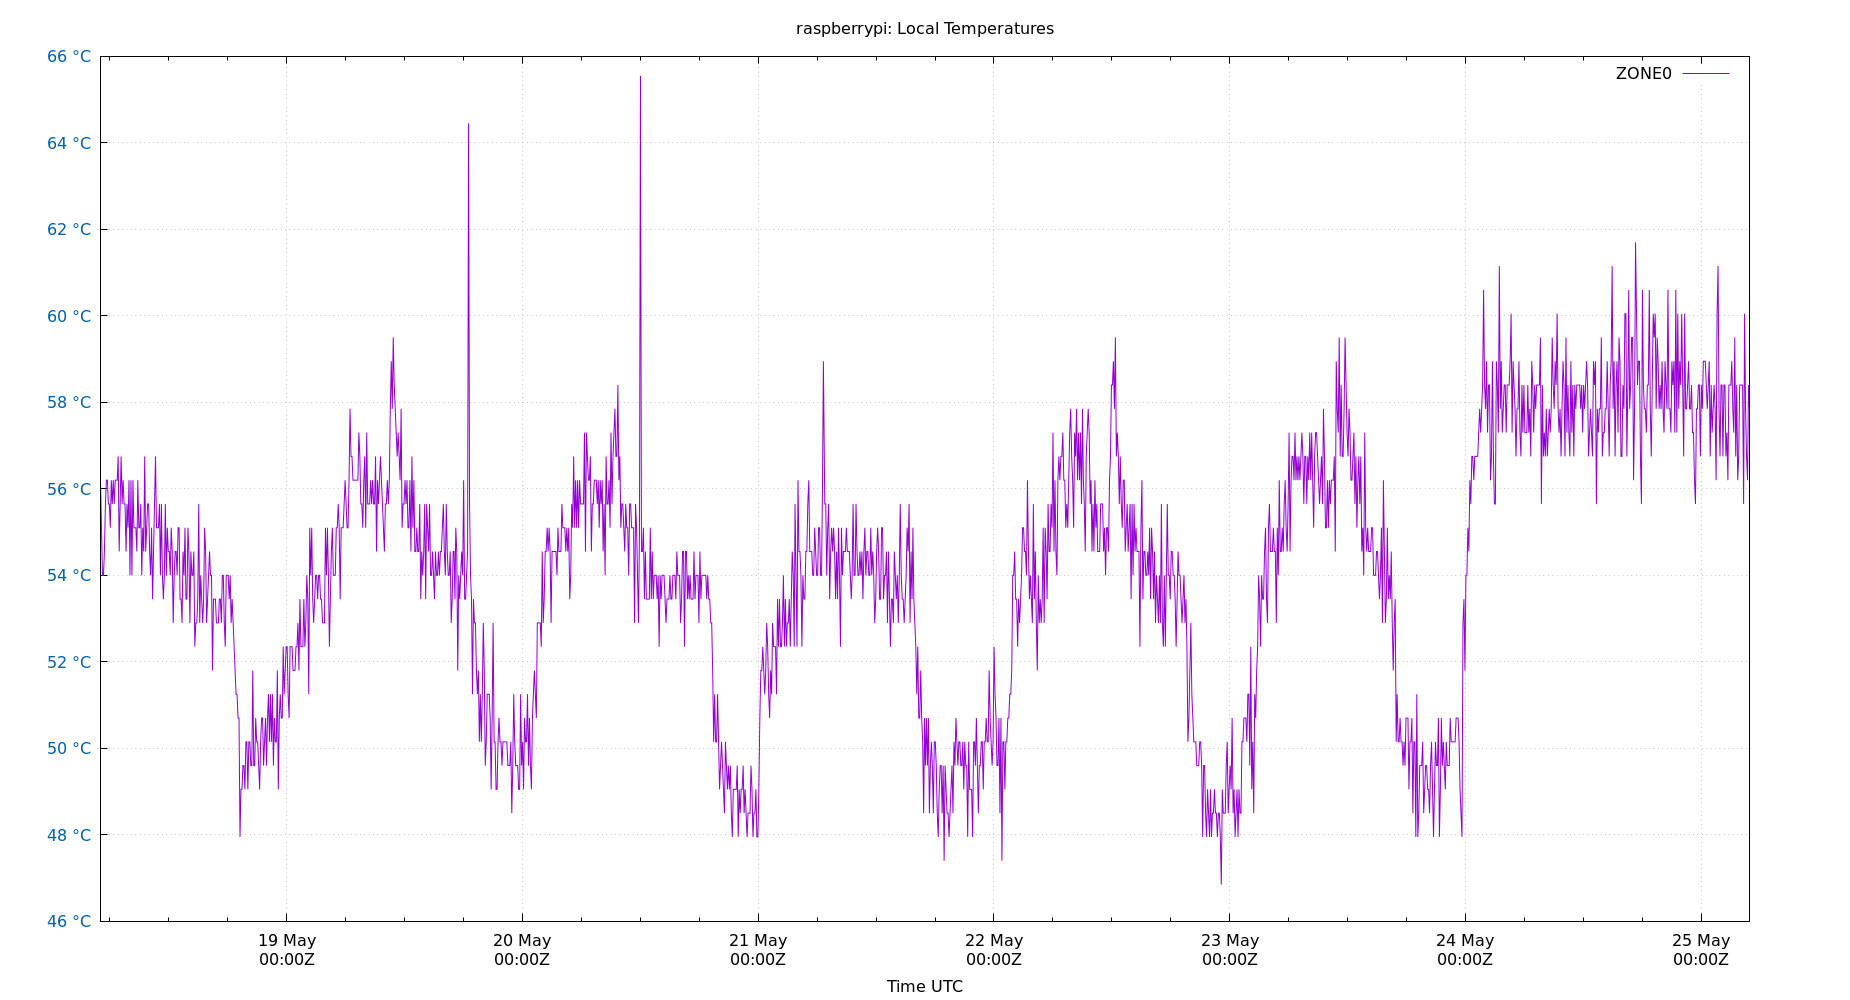 raspberrypi: Local Temperatures
66 °C
ZONE0
64 °C
62 °C
60 °C
58 °C
56 °C
54 °C
52 °C
50 °C
48 °C
46 °C
19 May 20 May 21 May 22 May 23 May 24 May 25 May
00:00Z 00:00Z 00:00Z 00:00Z 00:00Z 00:00Z 00:00Z
Time UTC